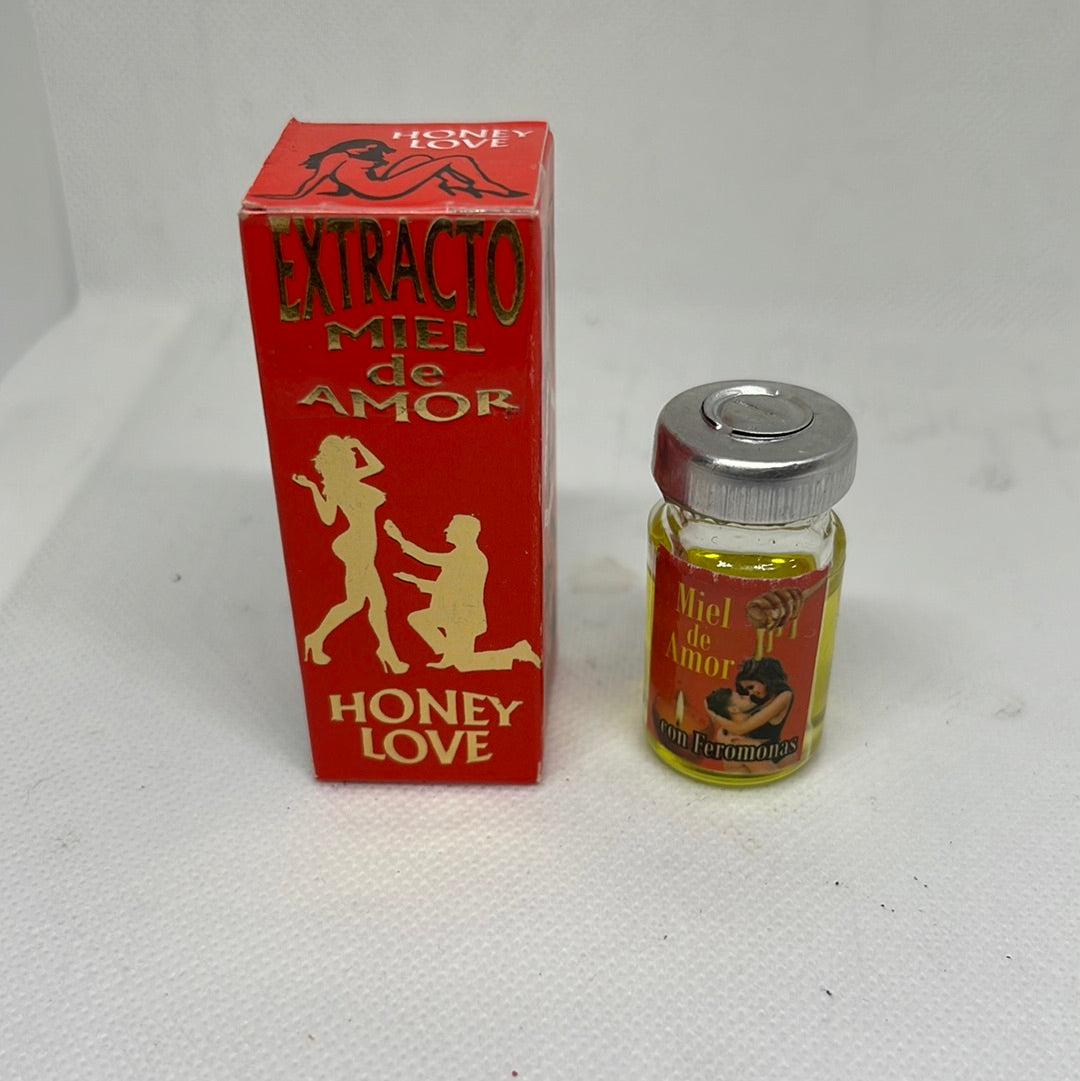 HONEY
LOVE
EXTRACTO
MIEL
de
AMOR
HONEY
LOVE
Miel
de
Amor
con Feromonas